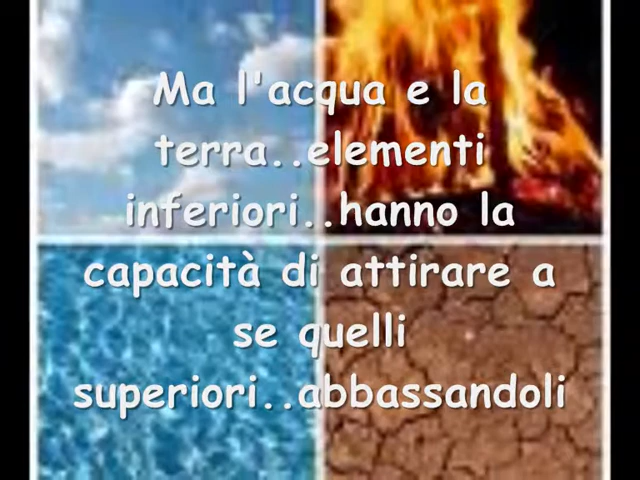 Ma l'acqua e la
terra..elementi
inferiori..hanno la
capacità di attirare a
se quelli
superiori..abbassandoli